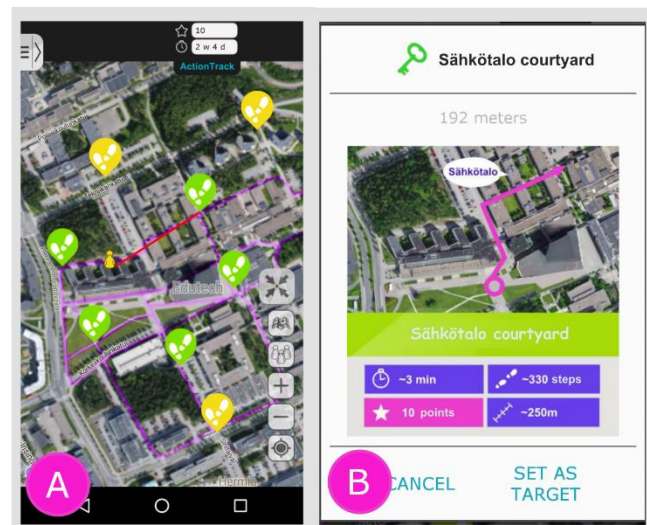 10
2 w 4 d
ActionTrack
Edutech
Hermia
A
Sähkötalo courtyard
192 meters
Sähkötalo
Sähkötalo courtyard
~3 min
~330 steps
10 points
~250m
B
CANCEL
SET AS
TARGET